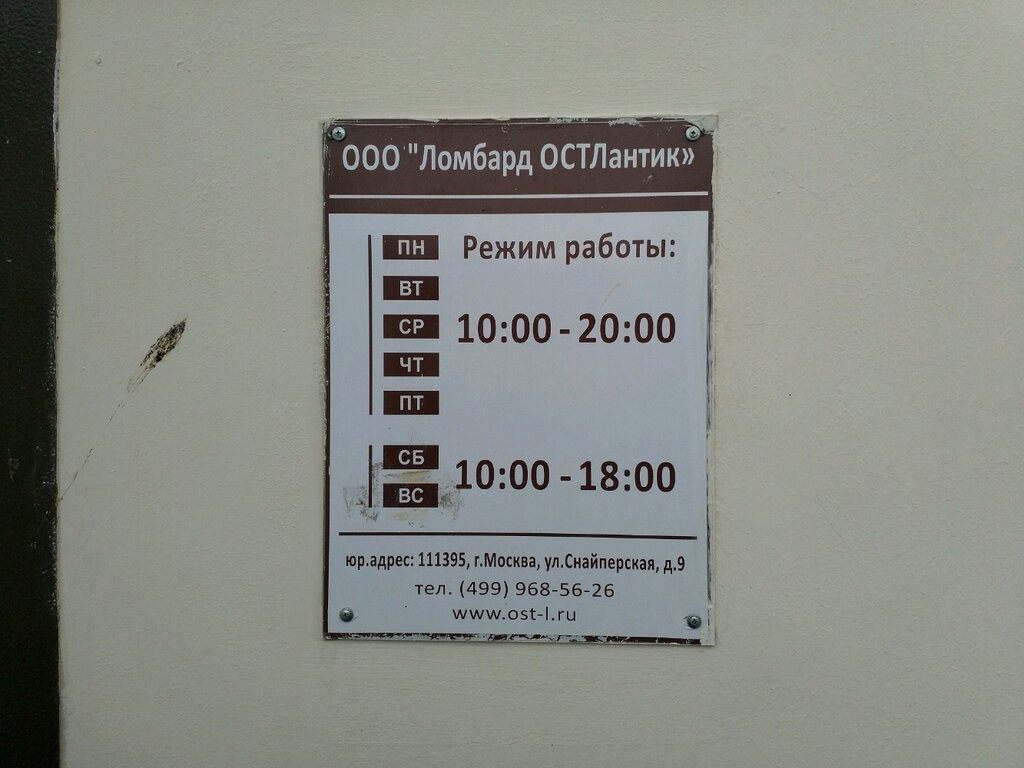 ООО "Ломбард ОСТЛантик»
ПН Режим работы:
ВТ
СР 10:00 - 20:00
ЧТ
ПТ
СБ
10:00 - 18:00
ВС
юр.адрес: 111395, г.Москва, ул.Снайперская, д.9
тел. (499) 968-56-26
www.ost-l.ru